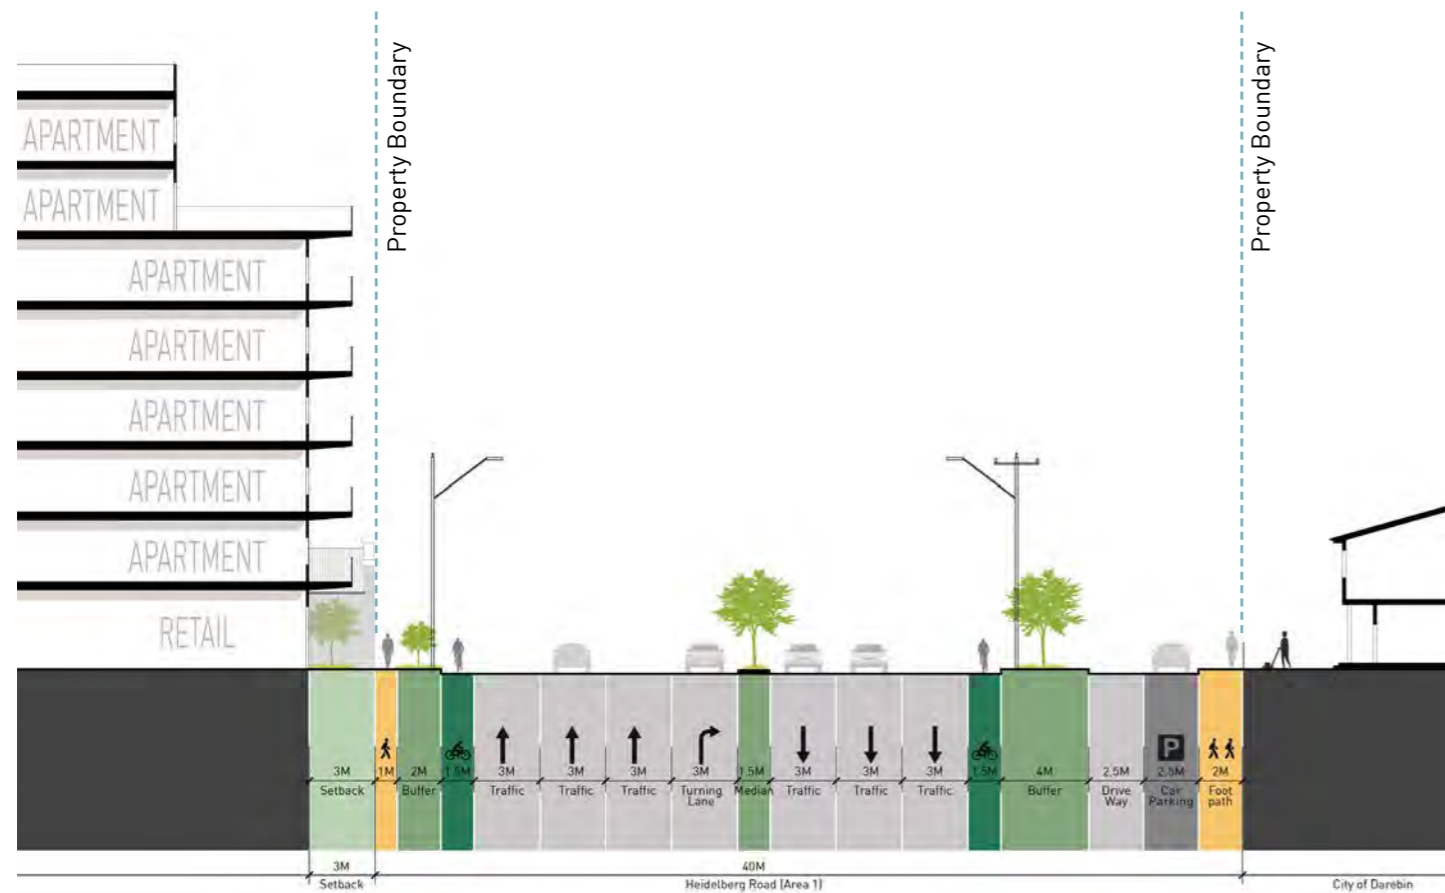 Property Boundary
Property Boundary
APARTMENT
APARTMENT
APARTMENT
APARTMENT
APARTMENT
APARTMENT
APARTMENT
RETAIL
P
3M 1M 2M 1.5M 3M 3M 3M 3M 1.5M 3M 3M 3M 1.5M 4M 2.5M 2.5M 2M
Setback Buffer Traffic Traffic Traffic Turning Median Traffic Traffic Traffic Buffer Drive Car Foot
Lane Way Parking path
3M 40M
Setback Heidelberg Road (Area 1) City of Darebin